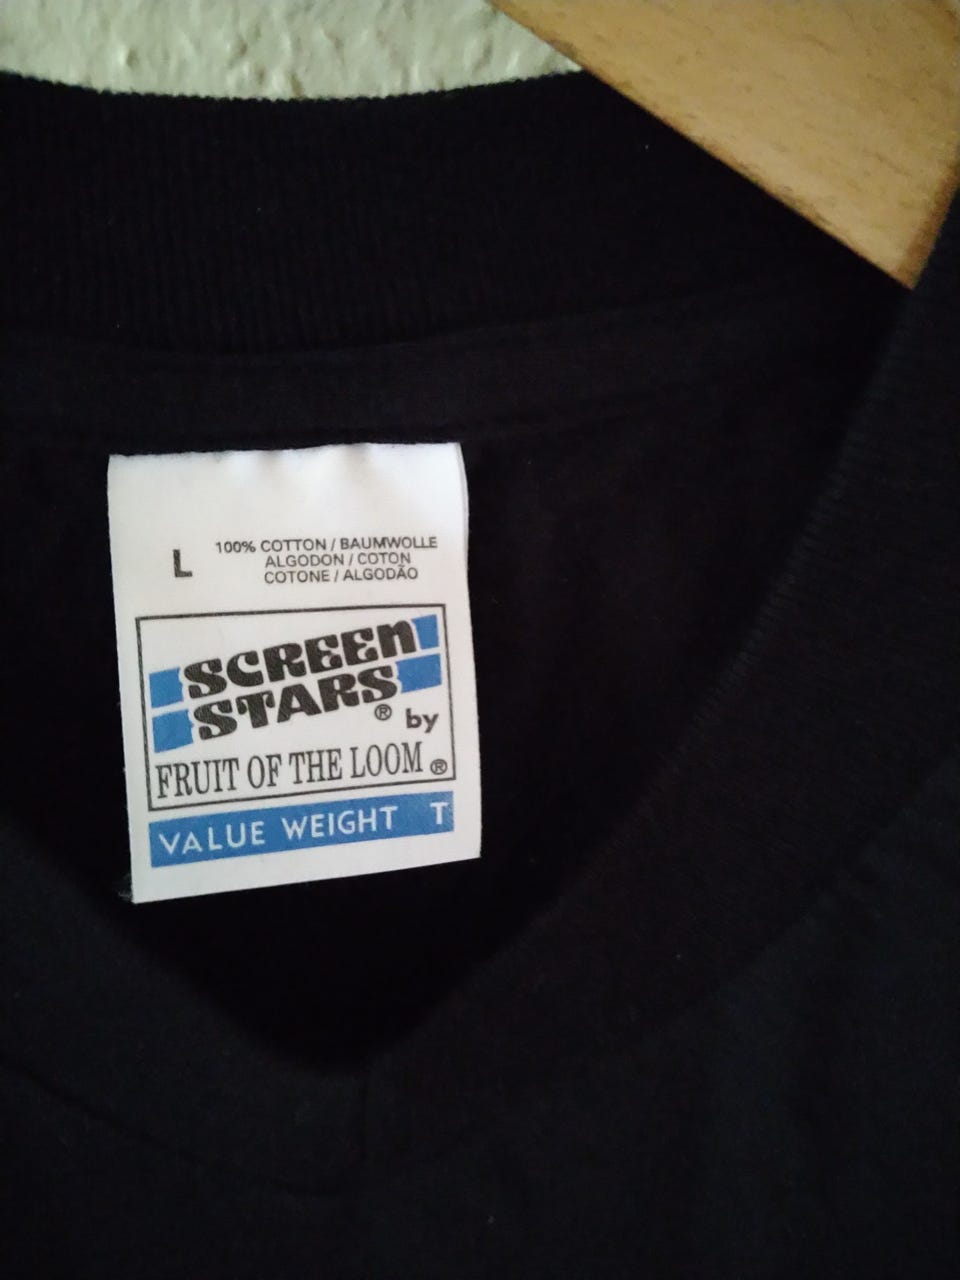 L
100% COTTON / BAUMWOLLE
ALGODON / COTON
COTONE / ALGODÃO
SCREEN
STARS® by
FRUIT OF THE LOOM®
VALUE WEIGHT T